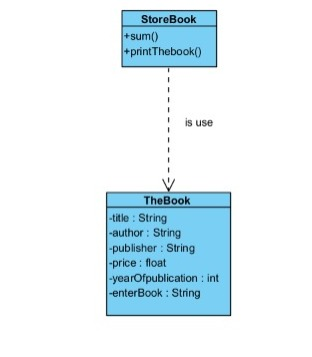 StoreBook
+sum()
+printThebook()
is use
TheBook
-title : String
-author : String
-publisher : String
-price : float
-yearOfpublication : int
-enterBook : String